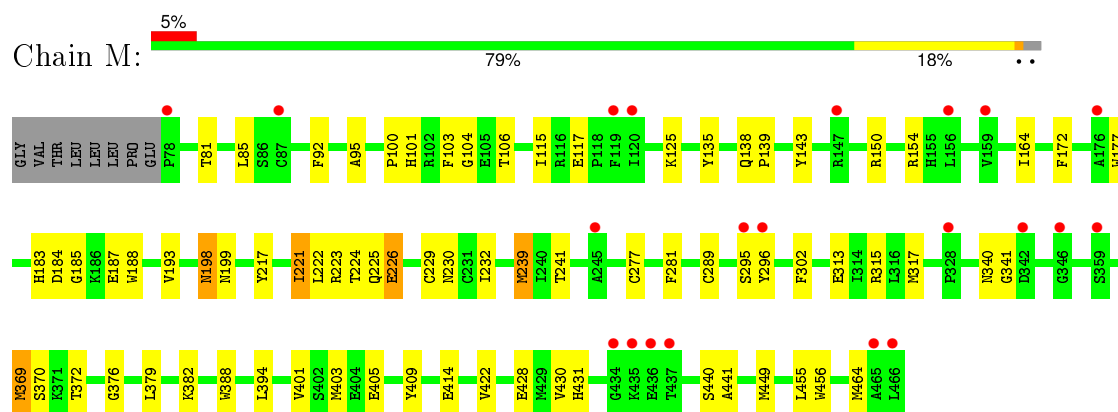 5%
Chain M:
79% 18% • •
GLY VAL THR LEU LEU LEU PRO GLU P78 T81 L85 S86 C87 F92 A95 P100 H101 R102 F103 G104 E105 T106 I115 R116 E117 P118 F119 I120 K125 Y135 Q138 P139 Y143 R147 R150 R154 H155 L156 V159 I164 F172 A176 W177
H183 D184 G185 K186 E187 W188 V193 N198 N199 Y217 I221 L222 R223 T224 Q225 E226 C229 N230 C231 I232 M239 I240 T241 A245 C277 F281 C289 S295 Y296 F302 E313 I314 R315 L316 M317 P328 N340 G341 D342 G346 S359
M369 S370 K371 T372 G376 L379 K382 W388 L394 V401 S402 M403 E404 E405 Y409 E414 V422 E428 M429 V430 H431 G434 K435 E436 T437 S440 A441 M449 L455 W456 M464 A465 L466